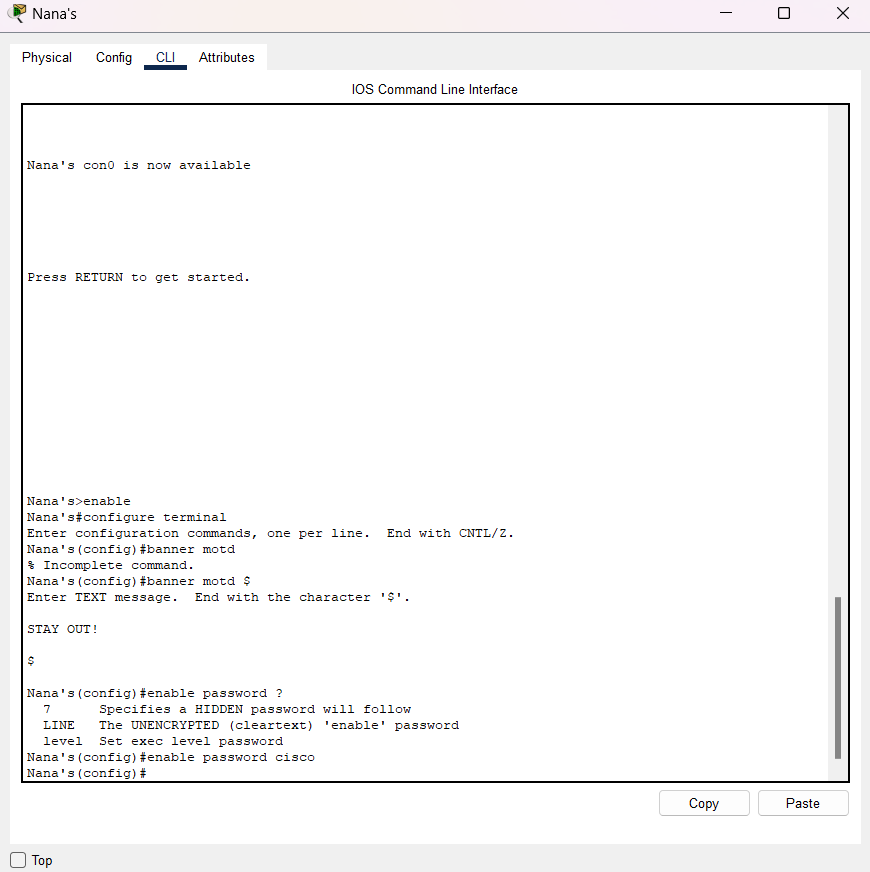 Nana's
Physical Config CLI Attributes
IOS Command Line Interface
Nana's con0 is now available
Press RETURN to get started.
Nana's>enable
Nana's#configure terminal
Enter configuration commands, one per line.  End with CNTL/Z.
Nana's(config)#banner motd
% Incomplete command.
Nana's(config)#banner motd $
Enter TEXT message.  End with the character '$'.
STAY OUT!
$
Nana's(config)#enable password ?
  7      Specifies a HIDDEN password will follow
  LINE   The UNENCRYPTED (cleartext) 'enable' password
  level  Set exec level password
Nana's(config)#enable password cisco
Nana's(config)#
Copy Paste
Top